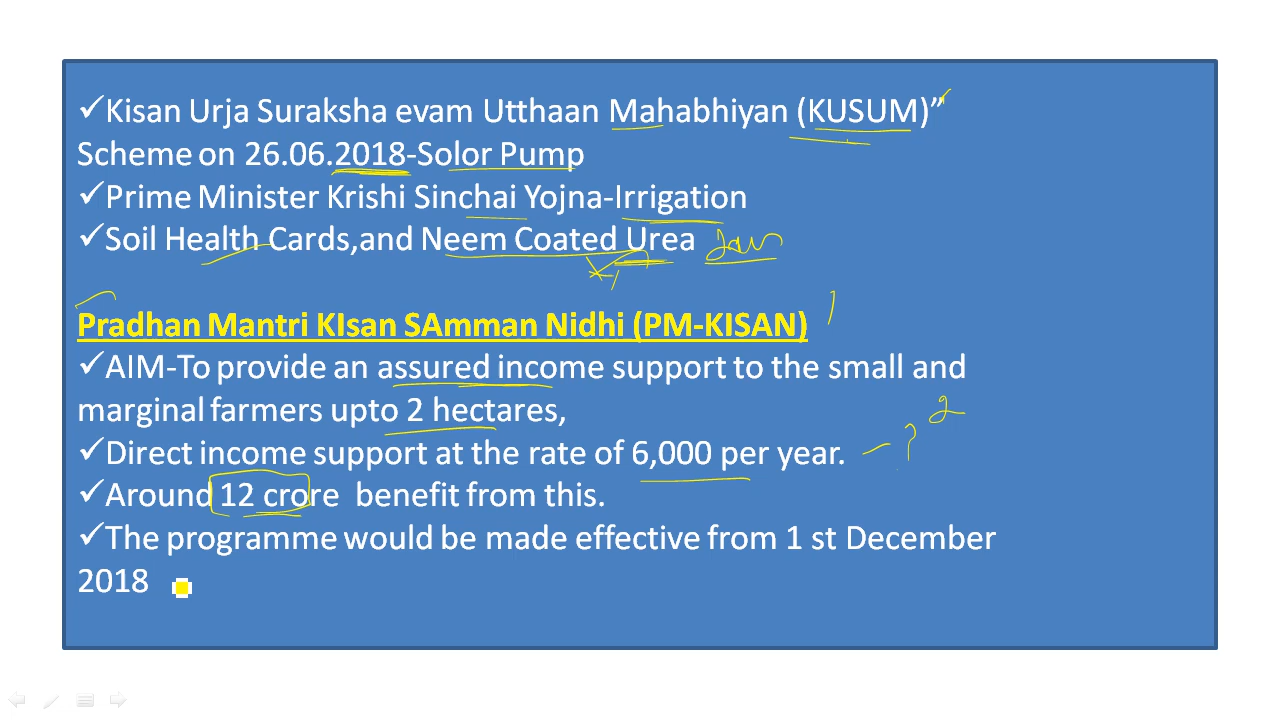 ✓Kisan Urja Suraksha evam Utthaan Mahabhiyan (KUSUM)”
Scheme on 26.06.2018-Solor Pump
✓Prime Minister Krishi Sinchai Yojna-Irrigation
✓Soil Health Cards,and Neem Coated Urea
Pradhan Mantri KIsan SAmman Nidhi (PM-KISAN)
✓AIM-To provide an assured income support to the small and
marginal farmers upto 2 hectares,
✓Direct income support at the rate of 6,000 per year. – ? 2
✓Around 12 crore benefit from this.
✓The programme would be made effective from 1 st December
2018